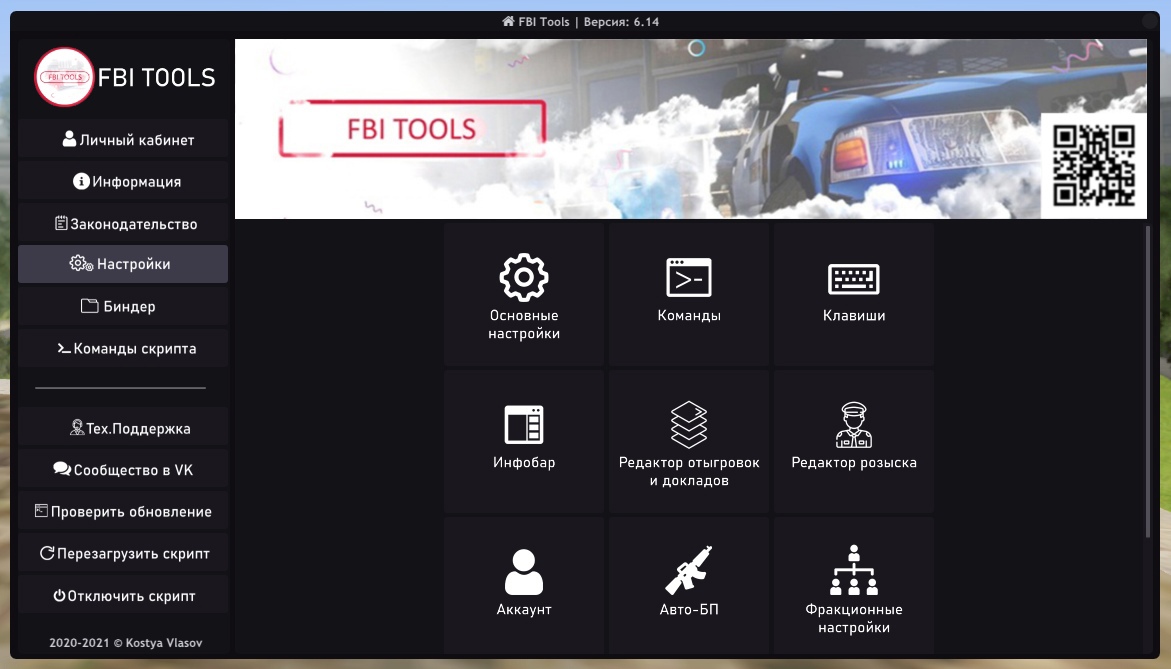 FBI Tools | Версия: 6.14
FBI TOOLS
FBI TOOLS
Личный кабинет
Информация
Законодательство
Настройки
Биндер
Команды скрипта
Тех.Поддержка
Сообщество в VK
Проверить обновление
Перезагрузить скрипт
Отключить скрипт
2020-2021 © Kostya Vlasov
FBI TOOLS
Основные
настройки
Команды
Клавиши
Инфобар
Редактор отыгровок
и докладов
Редактор розыска
Аккаунт
Авто-БП
Фракционные
настройки